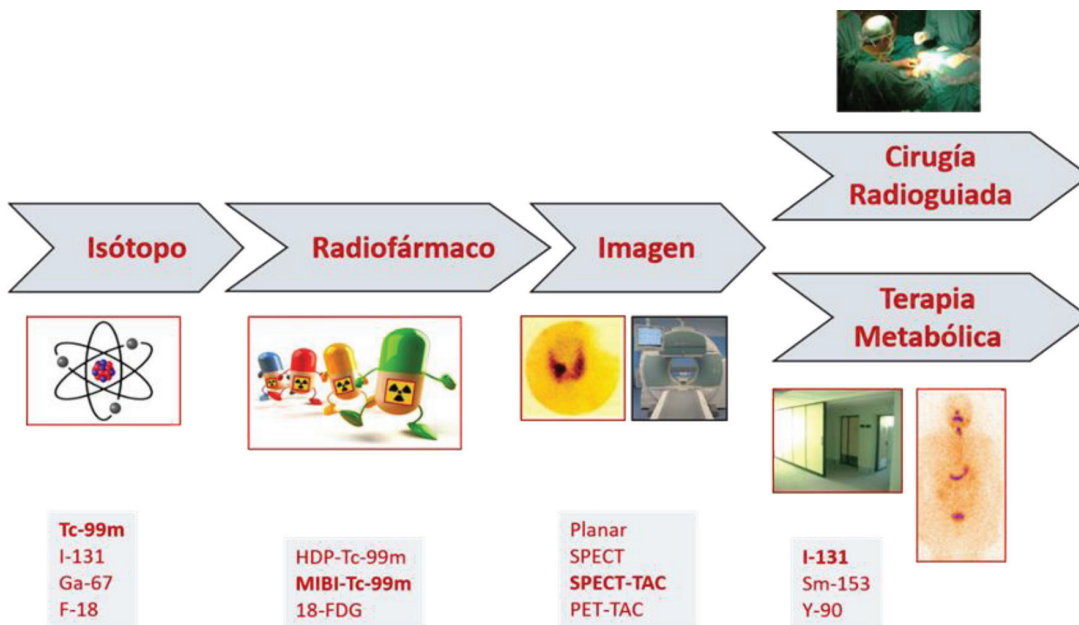 Cirugía
Radioguiada
Isótopo
Radiofármaco
Imagen
Terapia
Metabólica
Tc-99m
I-131
Ga-67
F-18
HDP-Tc-99m
MIBI-Tc-99m
18-FDG
Planar
SPECT
SPECT-TAC
PET-TAC
I-131
Sm-153
Y-90